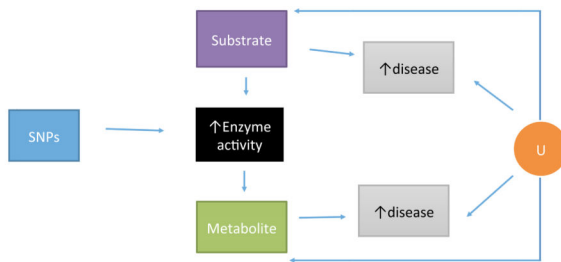 Substrate
↑disease
SNPs
↑Enzyme
activity
U
Metabolite
↑disease